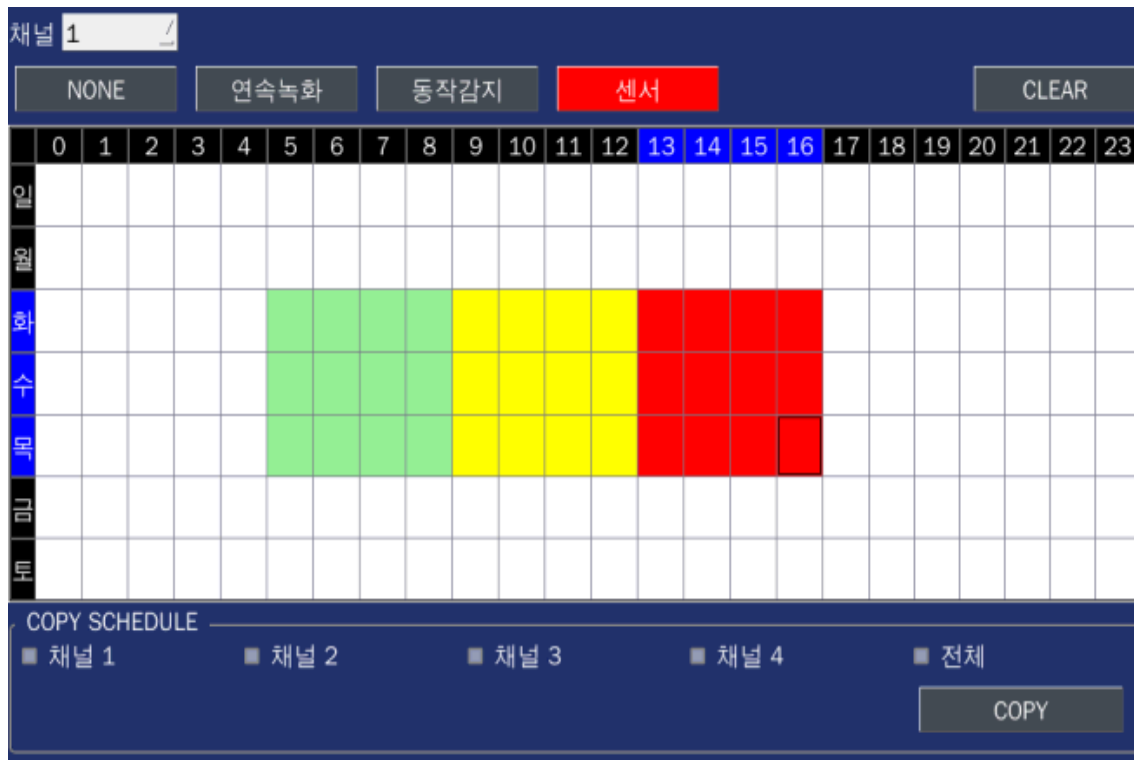 채널 1
NONE 연속녹화 동작감지 센서 CLEAR
0 1 2 3 4 5 6 7 8 9 10 11 12 13 14 15 16 17 18 19 20 21 22 23
일
월
화
수
목
금
토
COPY SCHEDULE
채널 1 채널 2 채널 3 채널 4 전체
COPY